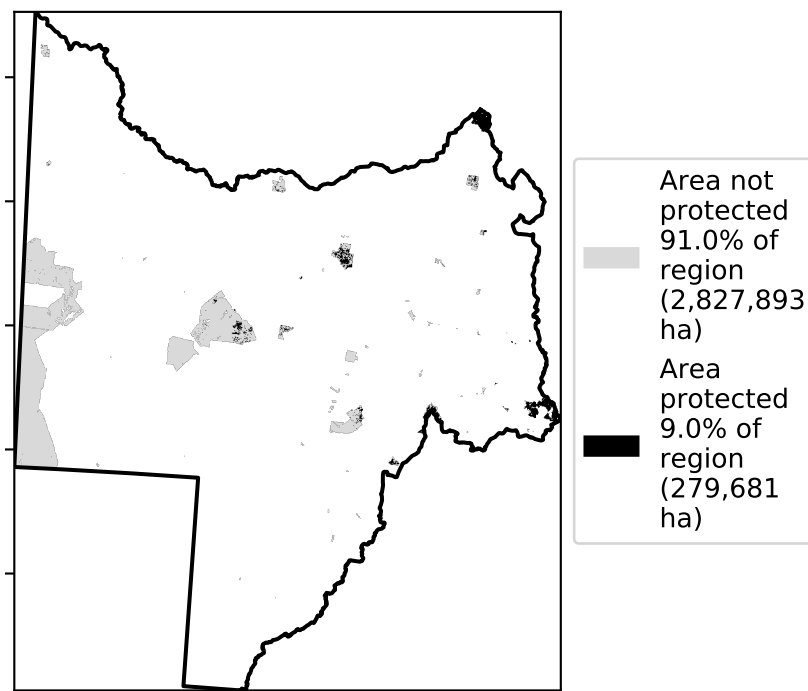 Area not
protected
91.0% of
region
(2,827,893
ha)
Area
protected
9.0% of
region
(279,681
ha)